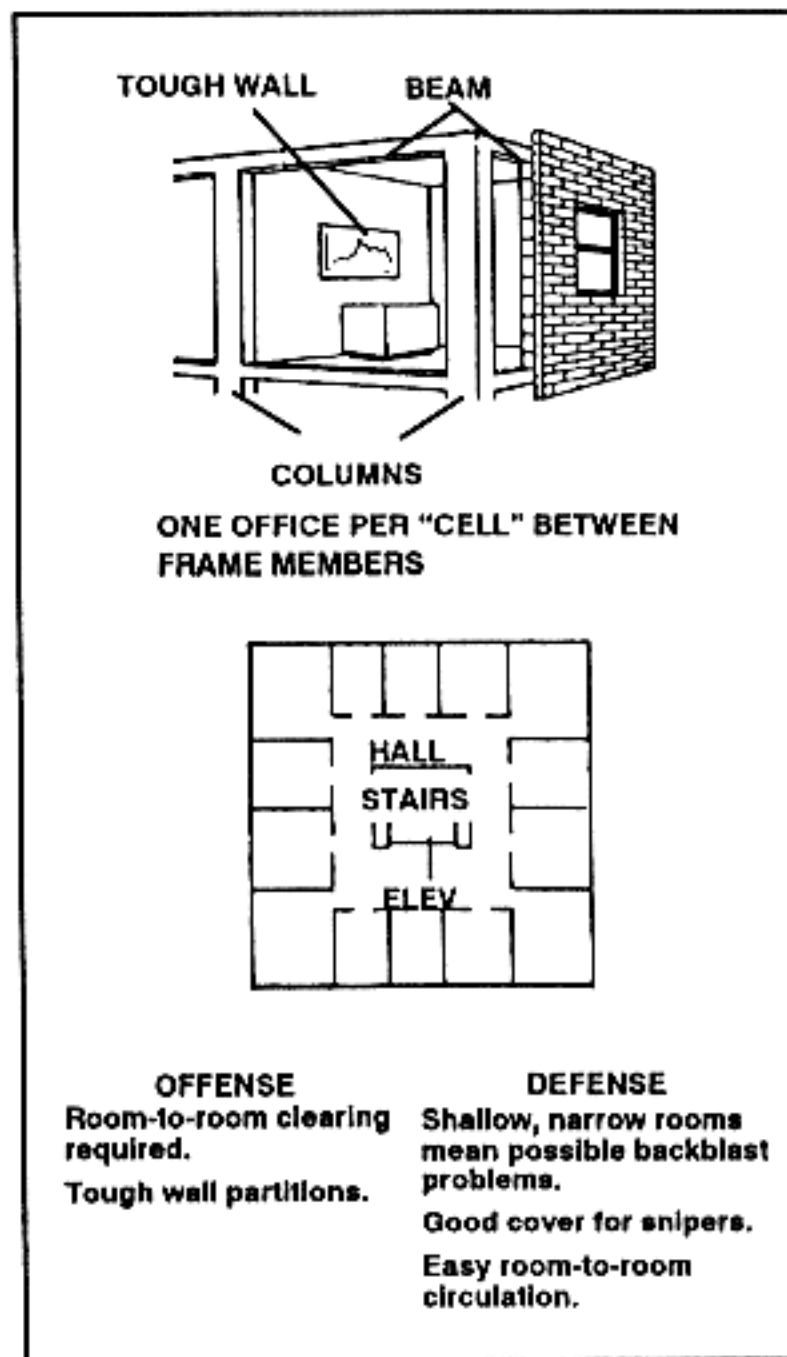 TOUGH WALL
BEAM
COLUMNS
ONE OFFICE PER “CELL” BETWEEN
FRAME MEMBERS
HALL
STAIRS
ELEV
OFFENSE
Room-to-room clearing
required.
Tough wall partitions.
DEFENSE
Shallow, narrow rooms
mean possible backblast
problems.
Good cover for snipers.
Easy room-to-room
circulation.